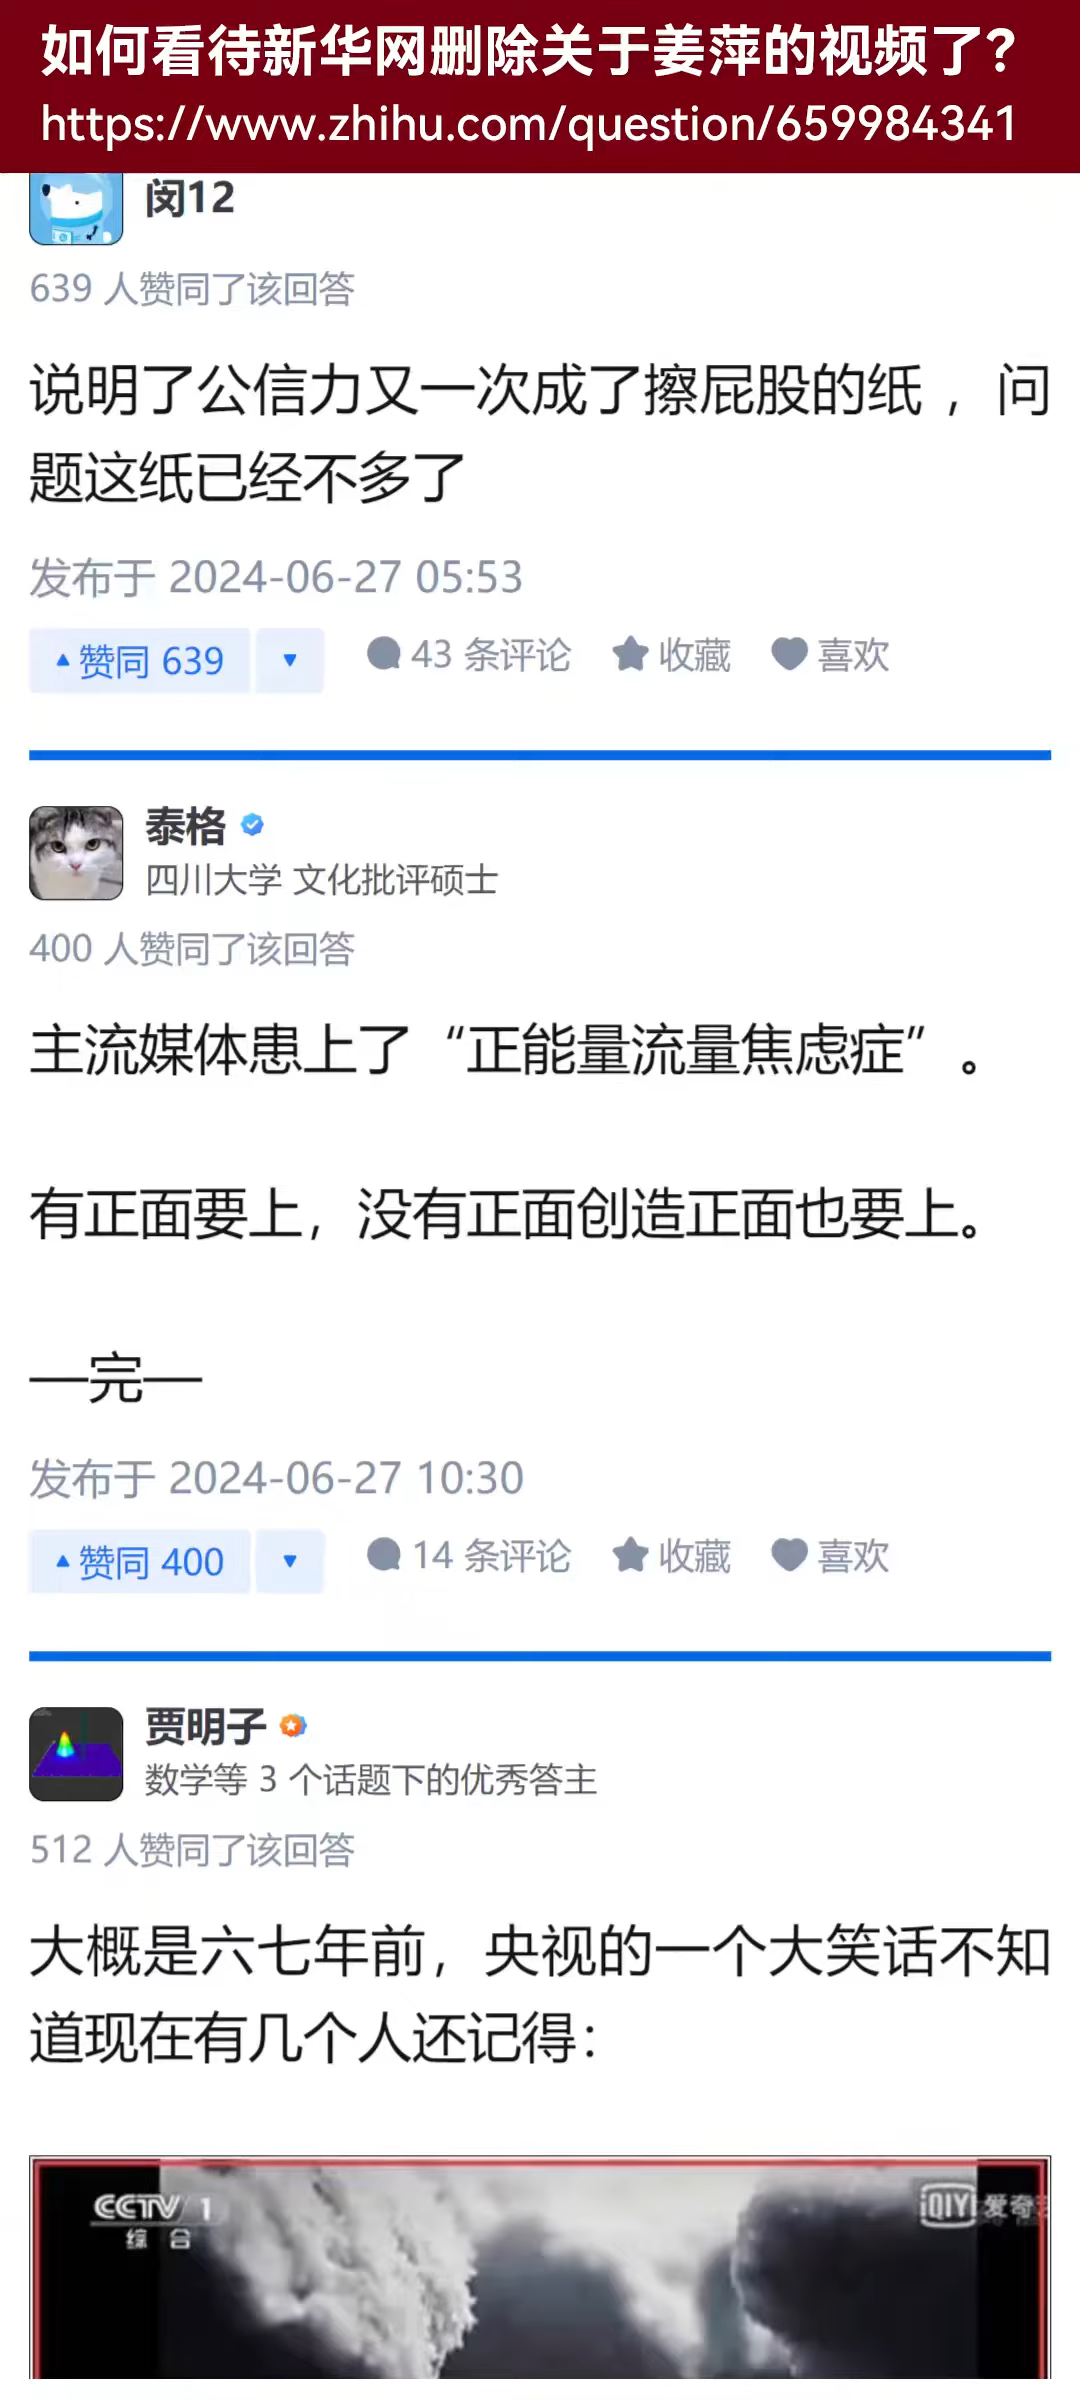 如何看待新华网删除关于姜萍的视频了?
https://www.zhihu.com/question/659984341
闵12
639 人赞同了该回答
说明了公信力又一次成了擦屁股的纸 ，问
题这纸已经不多了
发布于 2024-06-27 05:53
赞同 639 43 条评论 收藏 喜欢
泰格
四川大学 文化批评硕士
400 人赞同了该回答
主流媒体患上了“正能量流量焦虑症” 。
有正面要上，没有正面创造正面也要上。
—完—
发布于 2024-06-27 10:30
赞同 400 14 条评论 收藏 喜欢
贾明子
数学等 3 个话题下的优秀答主
512 人赞同了该回答
大概是六七年前，央视的一个大笑话不知
道现在有几个人还记得：
CCTV 1
综合
iQIYI 爱奇